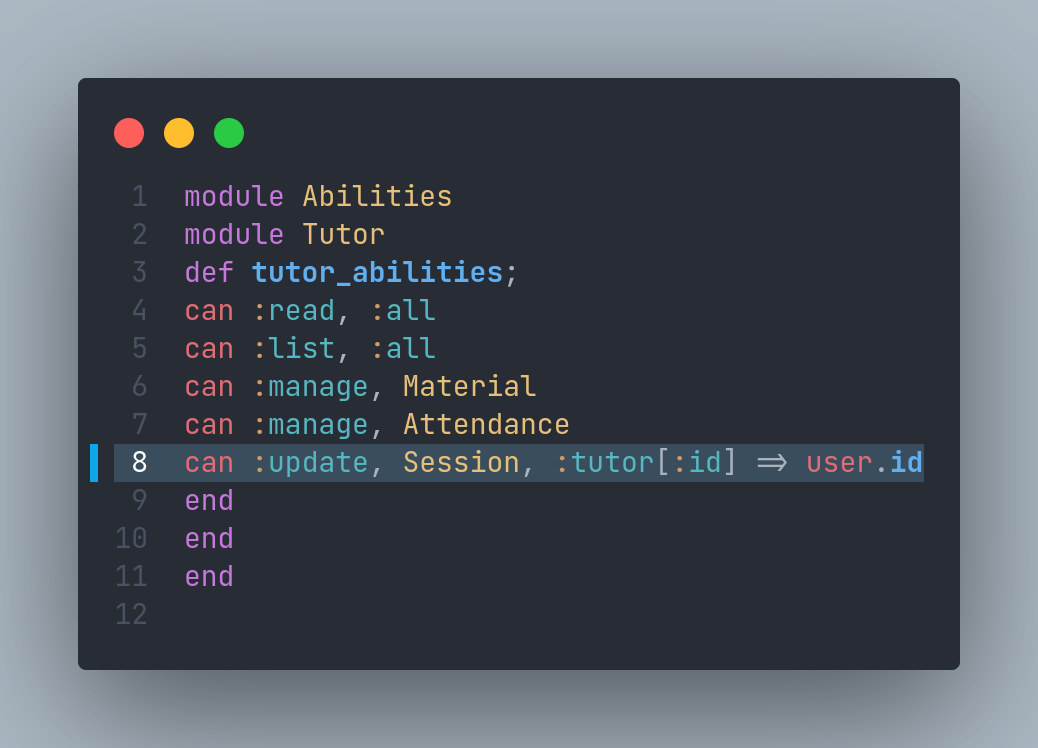 1 module Abilities
2 module Tutor
3 def tutor_abilities;
4 can :read, :all
5 can :list, :all
6 can :manage, Material
7 can :manage, Attendance
8 can :update, Session, :tutor[:id] => user.id
9 end
10 end
11 end
12